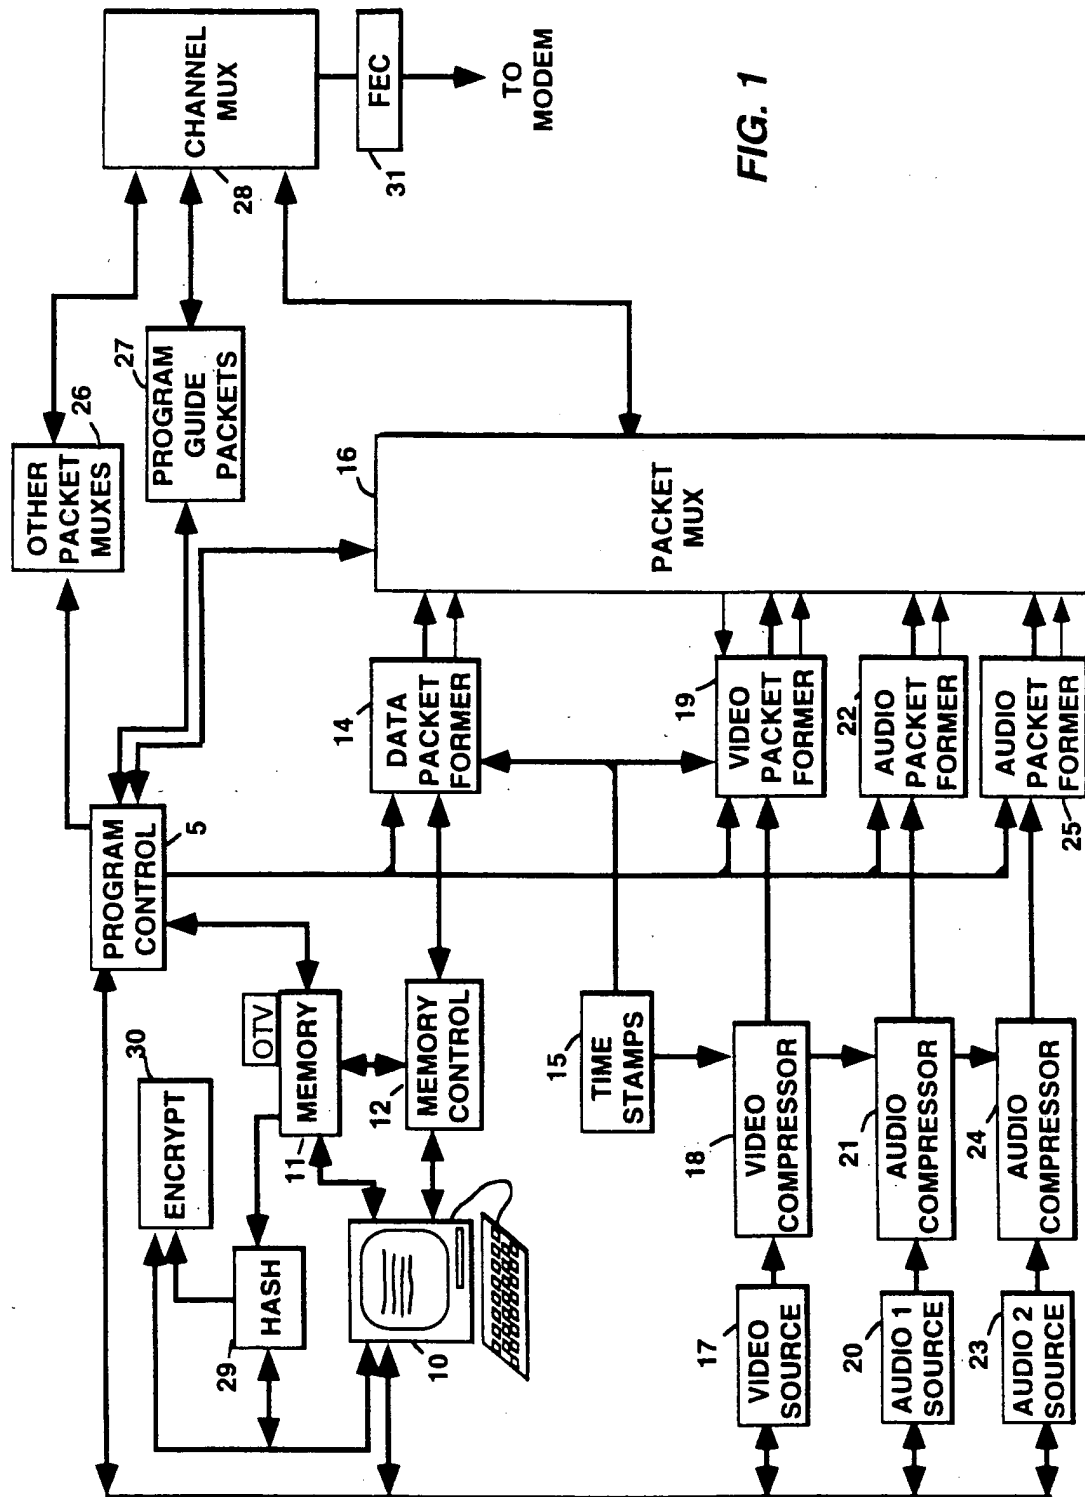 FIG. 1
5
PROGRAM
CONTROL
30
ENCRYPT
29
HASH
OTV
MEMORY
11
12
MEMORY
CONTROL
10
14
DATA
PACKET
FORMER
15
TIME
STAMPS
16
PACKET
MUX
17
VIDEO
SOURCE
18
VIDEO
COMPRESSOR
19
VIDEO
PACKET
FORMER
20
AUDIO 1
SOURCE
21
AUDIO
COMPRESSOR
22
AUDIO
PACKET
FORMER
23
AUDIO 2
SOURCE
24
AUDIO
COMPRESSOR
AUDIO
PACKET
FORMER
25
OTHER
PACKET
MUXES
26
27
PROGRAM
GUIDE
PACKETS
CHANNEL
MUX
28
FEC
31
TO
MODEM